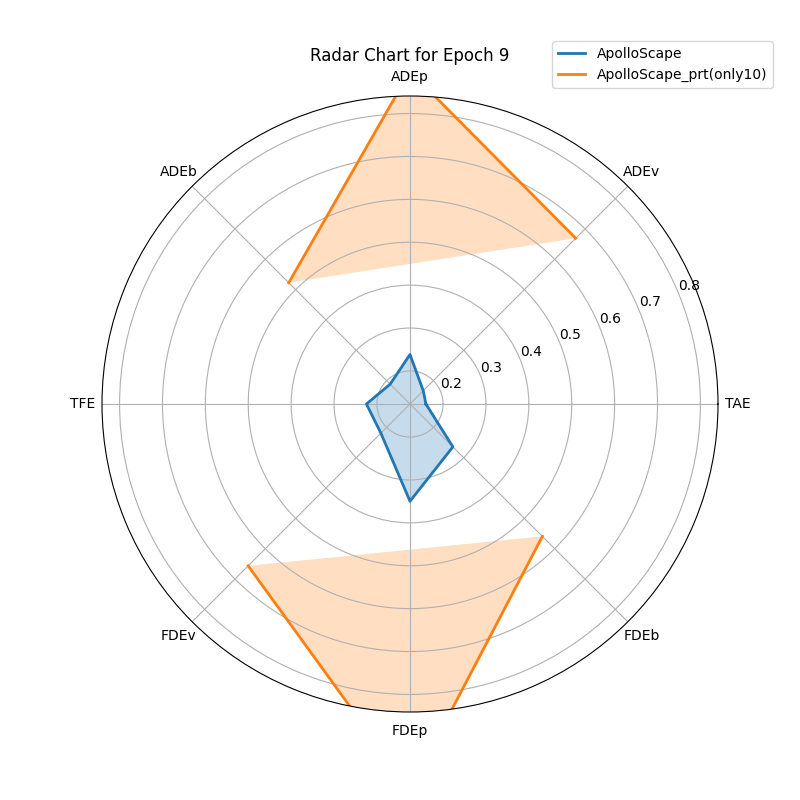 Radar Chart for Epoch 9
ApolloScape
ApolloScape_prt(only10)
ADEp
ADEb
ADEv
0.8
0.7
0.6
0.5
0.4
0.3
0.2
TFE
TAE
FDEv
FDEb
FDEp